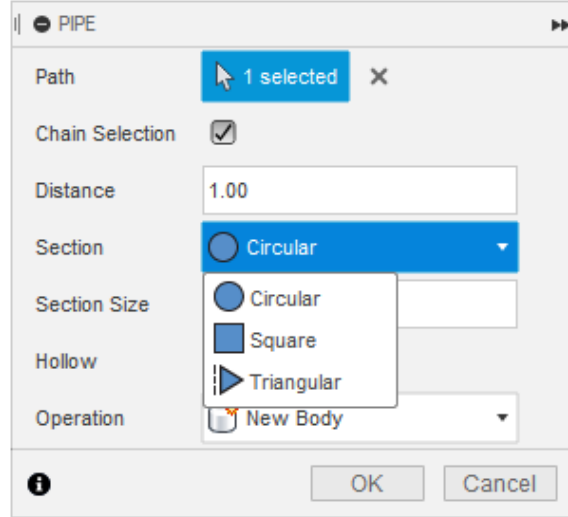 PIPE
Path
1 selected
Chain Selection
Distance
1.00
Section
Circular
Section Size
Circular
Square
Hollow
Triangular
Operation
New Body
OK
Cancel